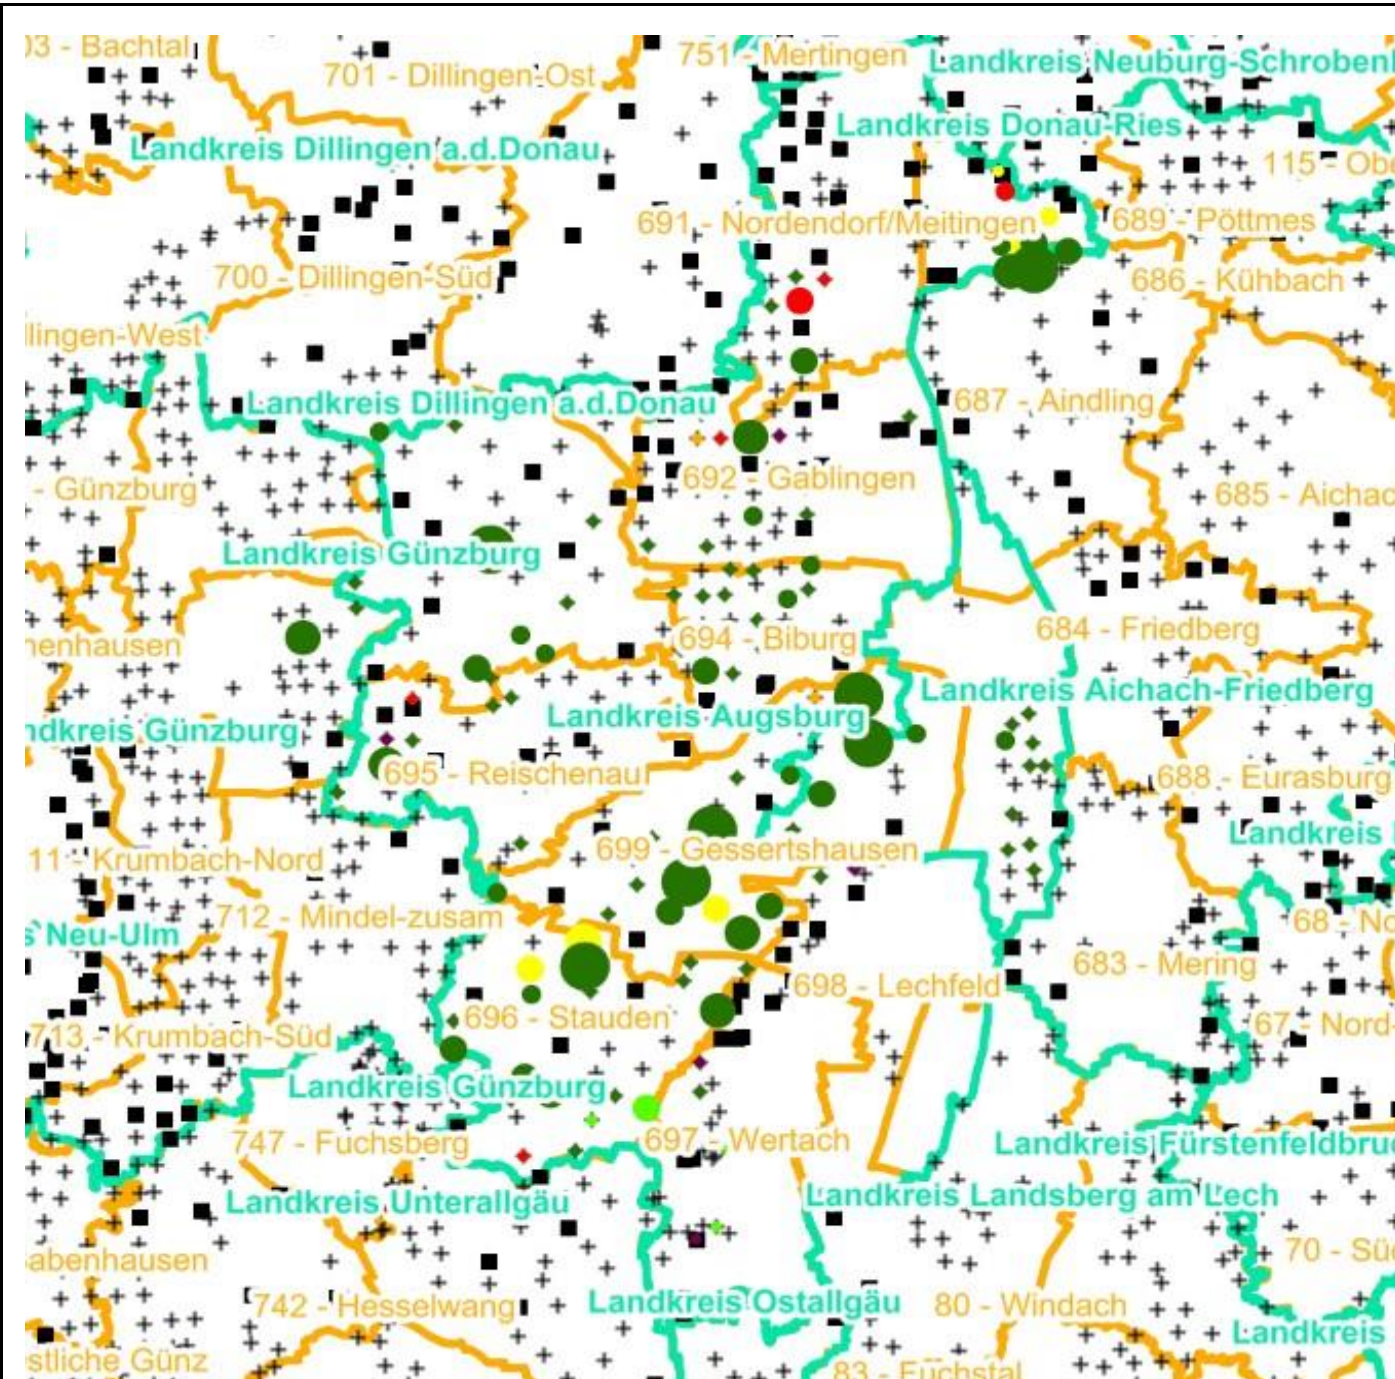 03 - Bachtal
701 - Dillingen-Ost
751 - Mertingen
Landkreis Neuburg-Schroben
Landkreis Donau-Ries
Landkreis Dillingen a.d.Donau
115 - Ob
691 - Nordendorf/Meitingen
689 - Pöttmes
700 - Dillingen-Süd
686 - Kühbach
llingen-West
Landkreis Dillingen a.d.Donau
687 - Aindling
692 - Gablingen
- Günzburg
685 - Aichac
Landkreis Günzburg
nenhausen
694 - Biburg
684 - Friedberg
Landkreis Aichach-Friedberg
Landkreis Augsburg
ndkreis Günzburg
695 - Reischenau
688 - Eurasburg
Landkreis
699 - Gessertshausen
11 - Krumbach-Nord
712 - Mindel-zusam
68 - No
s Neu-Ulm
683 - Mering
698 - Lechfeld
696 - Stauden
67 - Nord
713 - Krumbach-Süd
Landkreis Günzburg
747 - Fuchsberg
697 - Wertach
Landkreis Fürstenfeldbru
Landkreis Unterallgäu
Landkreis Landsberg am Lech
70 - Sü
abenhausen
742 - Hesselwang
Landkreis Ostallgäu
80 - Windach
Landkreis
stliche Günz
83 - Fuchstal